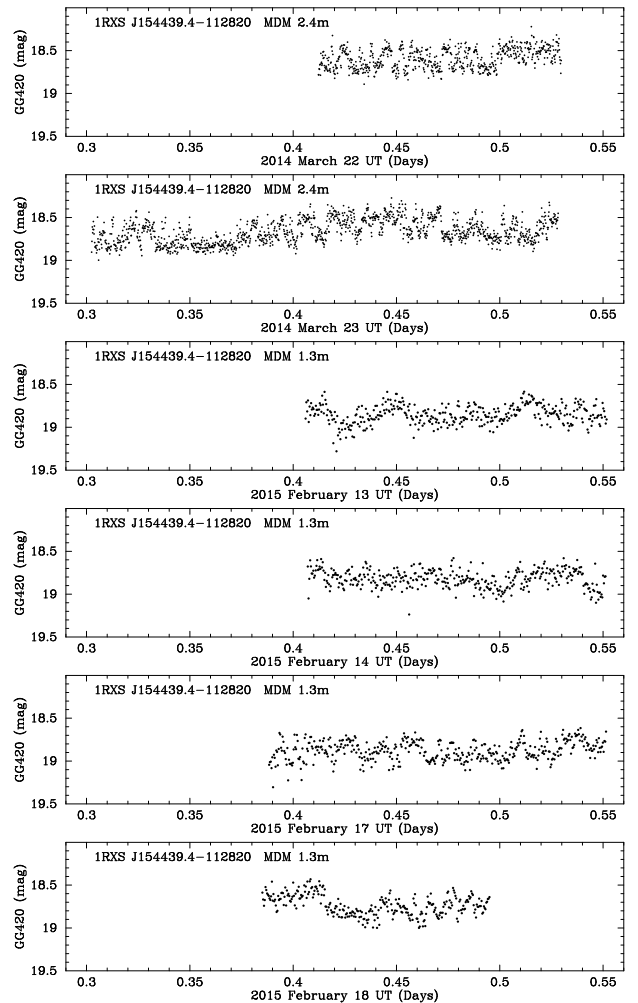 1RXS J154439.4−112820 MDM 2.4m
GG420 (mag)
18.5
19
19.5
0.3 0.35 0.4 0.45 0.5 0.55
2014 March 22 UT (Days)
1RXS J154439.4−112820 MDM 2.4m
GG420 (mag)
18.5
19
19.5
0.3 0.35 0.4 0.45 0.5 0.55
2014 March 23 UT (Days)
1RXS J154439.4−112820 MDM 1.3m
GG420 (mag)
18.5
19
19.5
0.3 0.35 0.4 0.45 0.5 0.55
2015 February 13 UT (Days)
1RXS J154439.4−112820 MDM 1.3m
GG420 (mag)
18.5
19
19.5
0.3 0.35 0.4 0.45 0.5 0.55
2015 February 14 UT (Days)
1RXS J154439.4−112820 MDM 1.3m
GG420 (mag)
18.5
19
19.5
0.3 0.35 0.4 0.45 0.5 0.55
2015 February 17 UT (Days)
1RXS J154439.4−112820 MDM 1.3m
GG420 (mag)
18.5
19
19.5
0.3 0.35 0.4 0.45 0.5 0.55
2015 February 18 UT (Days)